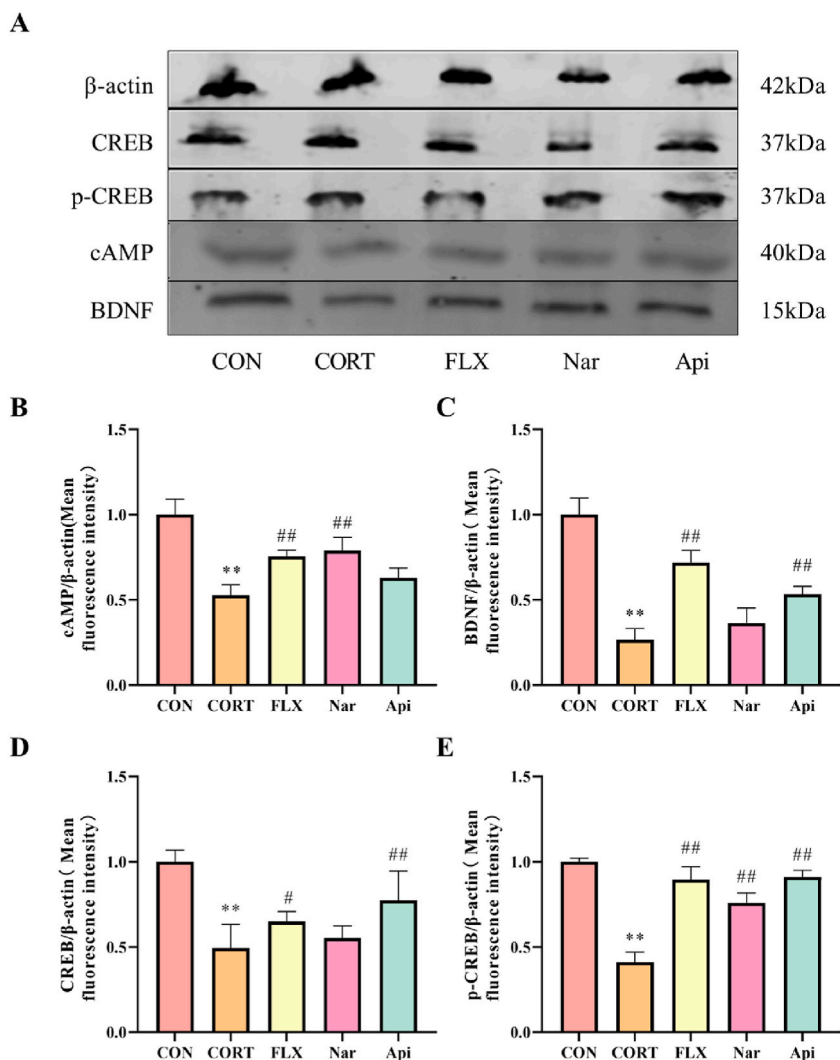 A
β-actin 42kDa
CREB 37kDa
p-CREB 37kDa
cAMP 40kDa
BDNF 15kDa
CON CORT FLX Nar Api
B
cAMP/β-actin(Mean
fluorescence intensity)
1.5
1.0
0.5
0.0
** ## ##
CON CORT FLX Nar Api
C
BDNF/β-actin( Mean
fluorescence intensity)
1.5
1.0
0.5
0.0
** ## ##
CON CORT FLX Nar Api
D
CREB/β-actin( Mean
fluorescence intensity)
1.5
1.0
0.5
0.0
** # ##
CON CORT FLX Nar Api
E
p-CREB/β-actin( Mean
fluorescence intensity)
1.5
1.0
0.5
0.0
** ## ## ##
CON CORT FLX Nar Api